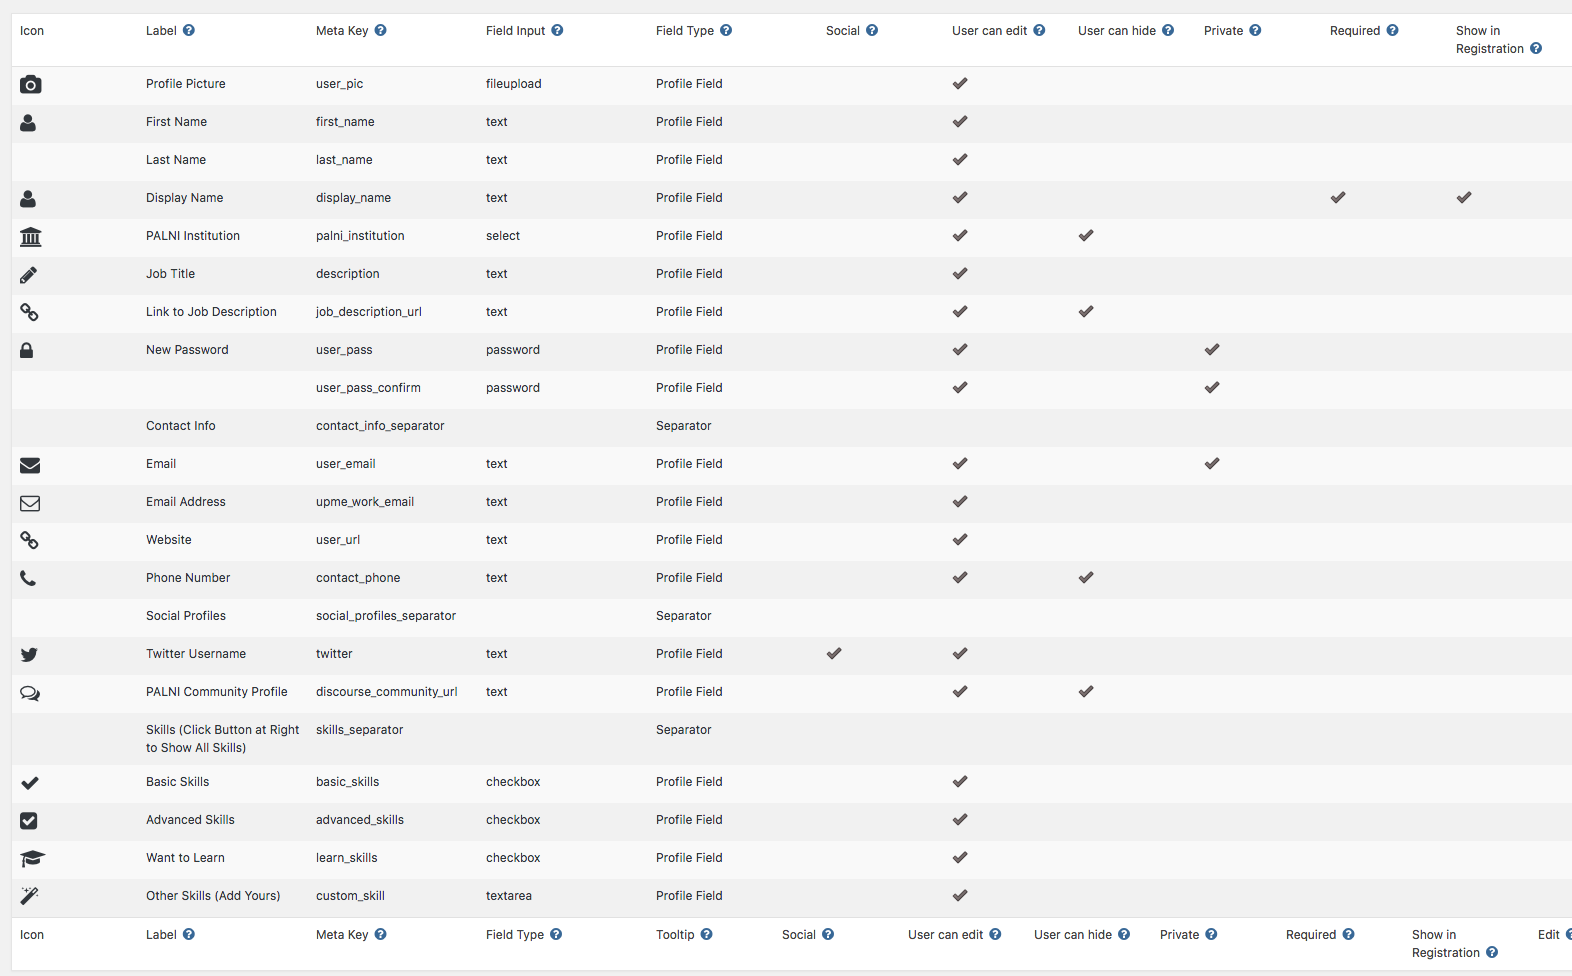 Icon Label Meta Key Field Input Field Type Social User can edit User can hide Private Required Show in
Registration
Profile Picture user_pic fileupload Profile Field
First Name first_name text Profile Field
Last Name last_name text Profile Field
Display Name display_name text Profile Field
PALNI Institution palni_institution select Profile Field
Job Title description text Profile Field
Link to Job Description job_description_url text Profile Field
New Password user_pass password Profile Field
user_pass_confirm password Profile Field
Contact Info contact_info_separator Separator
Email user_email text Profile Field
Email Address upme_work_email text Profile Field
Website user_url text Profile Field
Phone Number contact_phone text Profile Field
Social Profiles social_profiles_separator Separator
Twitter Username twitter text Profile Field
PALNI Community Profile discourse_community_url text Profile Field
Skills (Click Button at Right skills_separator Separator
to Show All Skills)
Basic Skills basic_skills checkbox Profile Field
Advanced Skills advanced_skills checkbox Profile Field
Want to Learn learn_skills checkbox Profile Field
Other Skills (Add Yours) custom_skill textarea Profile Field
Icon Label Meta Key Field Type Tooltip Social User can edit User can hide Private Required Show in Edit
Registration